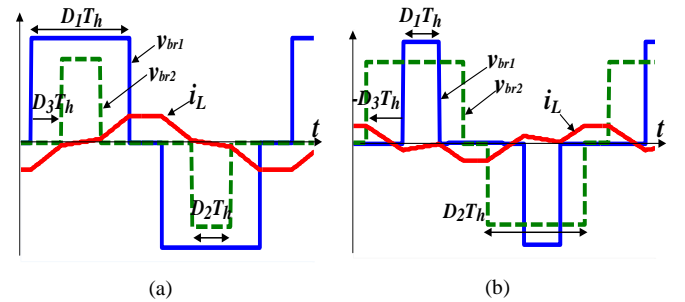 D1Th
vbr1
vbr2
D3Th
iL
t
D2Th
(a)
D1Th
vbr1
vbr2
-D3Th
iL
t
D2Th
(b)